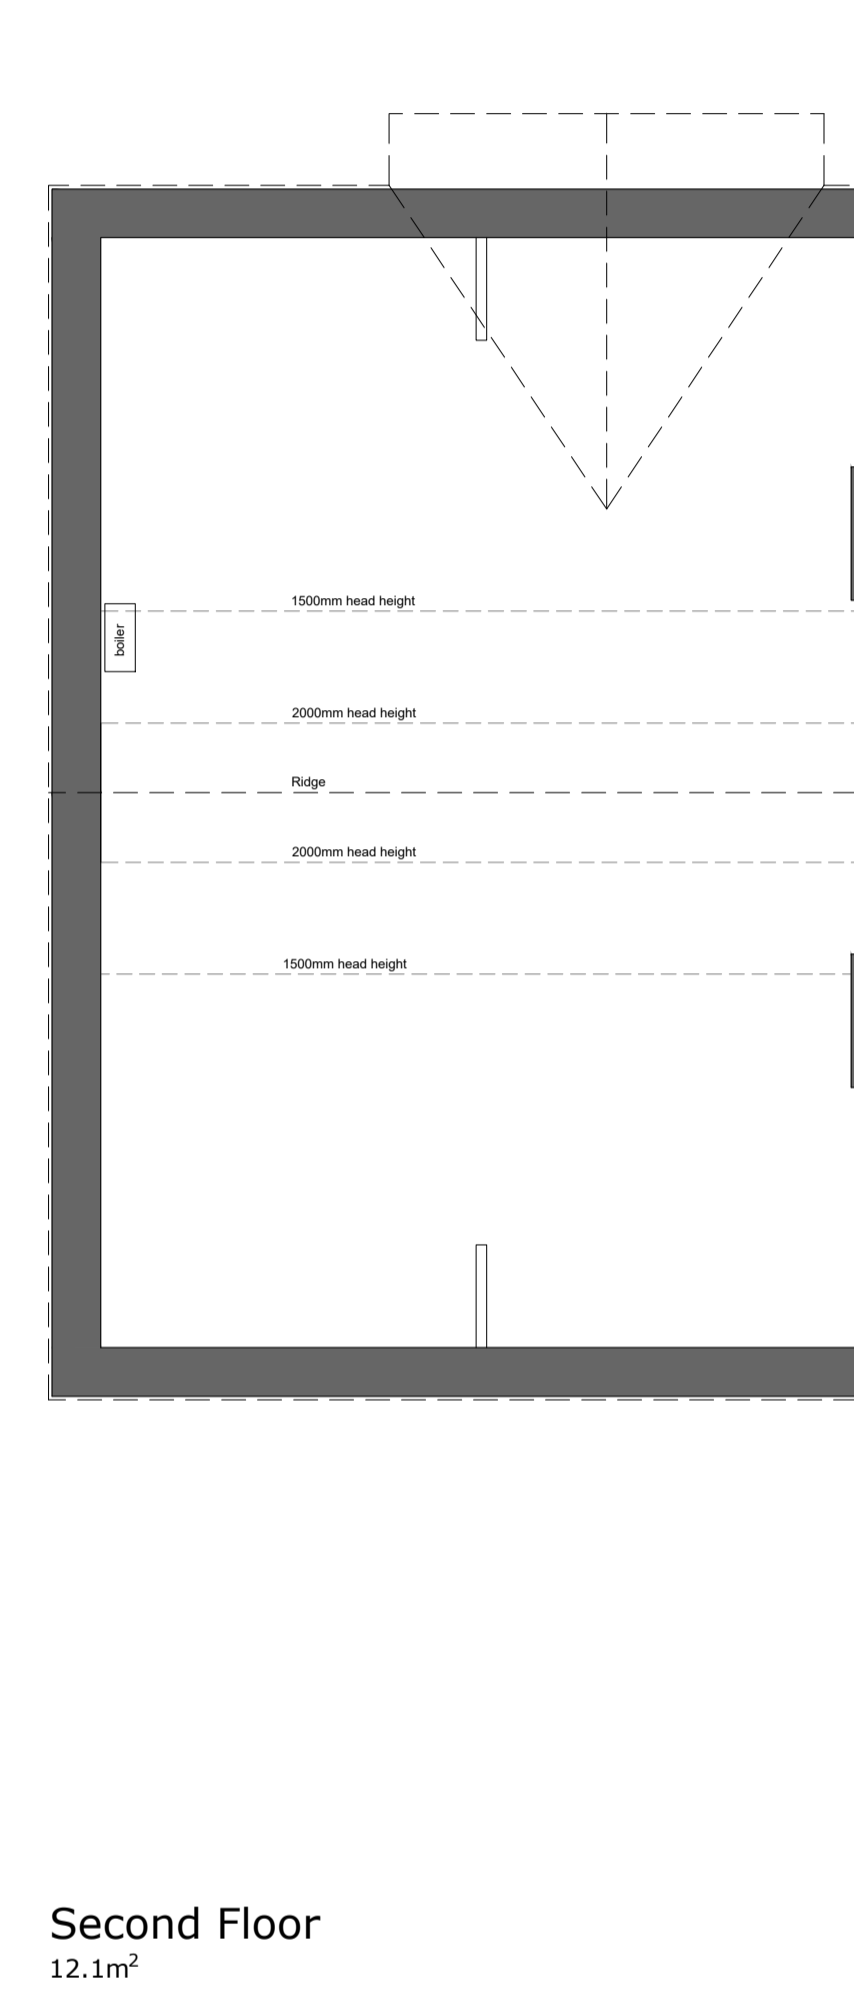 1500mm head height
boiler
2000mm head height
Ridge
2000mm head height
1500mm head height
Second Floor
12.1m²